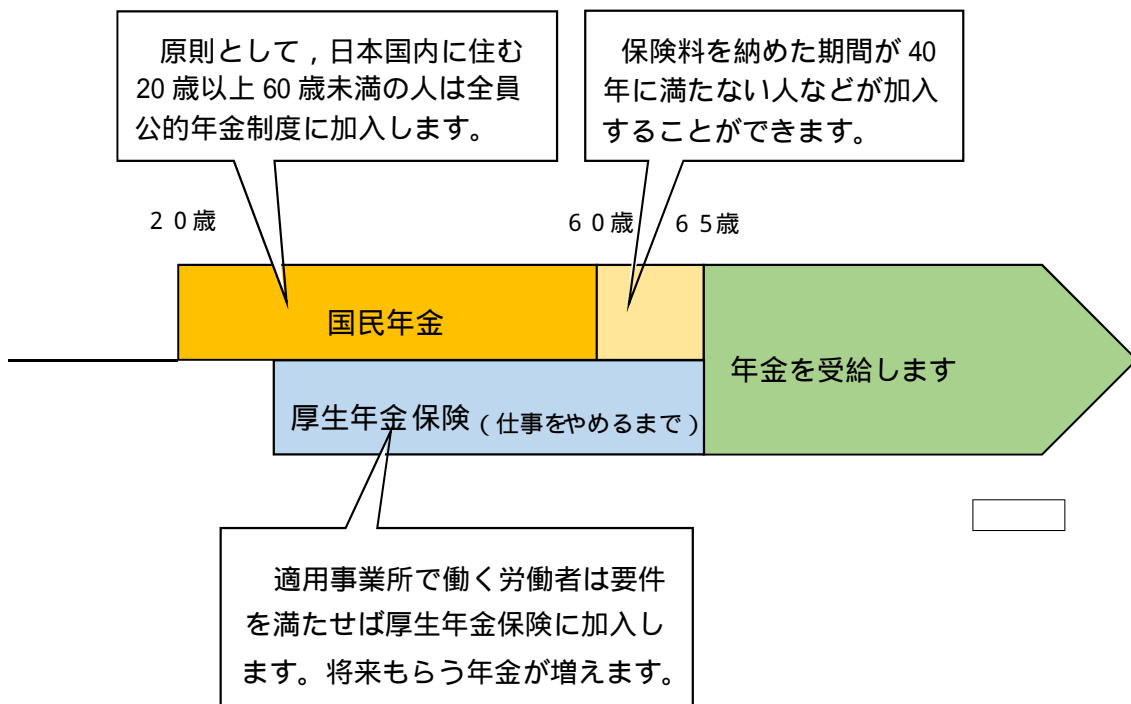 原則として，日本国内に住む
20歳以上60歳未満の人は全員
公的年金制度に加入します。
保険料を納めた期間が40
年に満たない人などが加入
することができます。
２０歳
６０歳
６５歳
国民年金
年金を受給します
厚生年金保険（仕事をやめるまで）
適用事業所で働く労働者は要件
を満たせば厚生年金保険に加入し
ます。将来もらう年金が増えます。